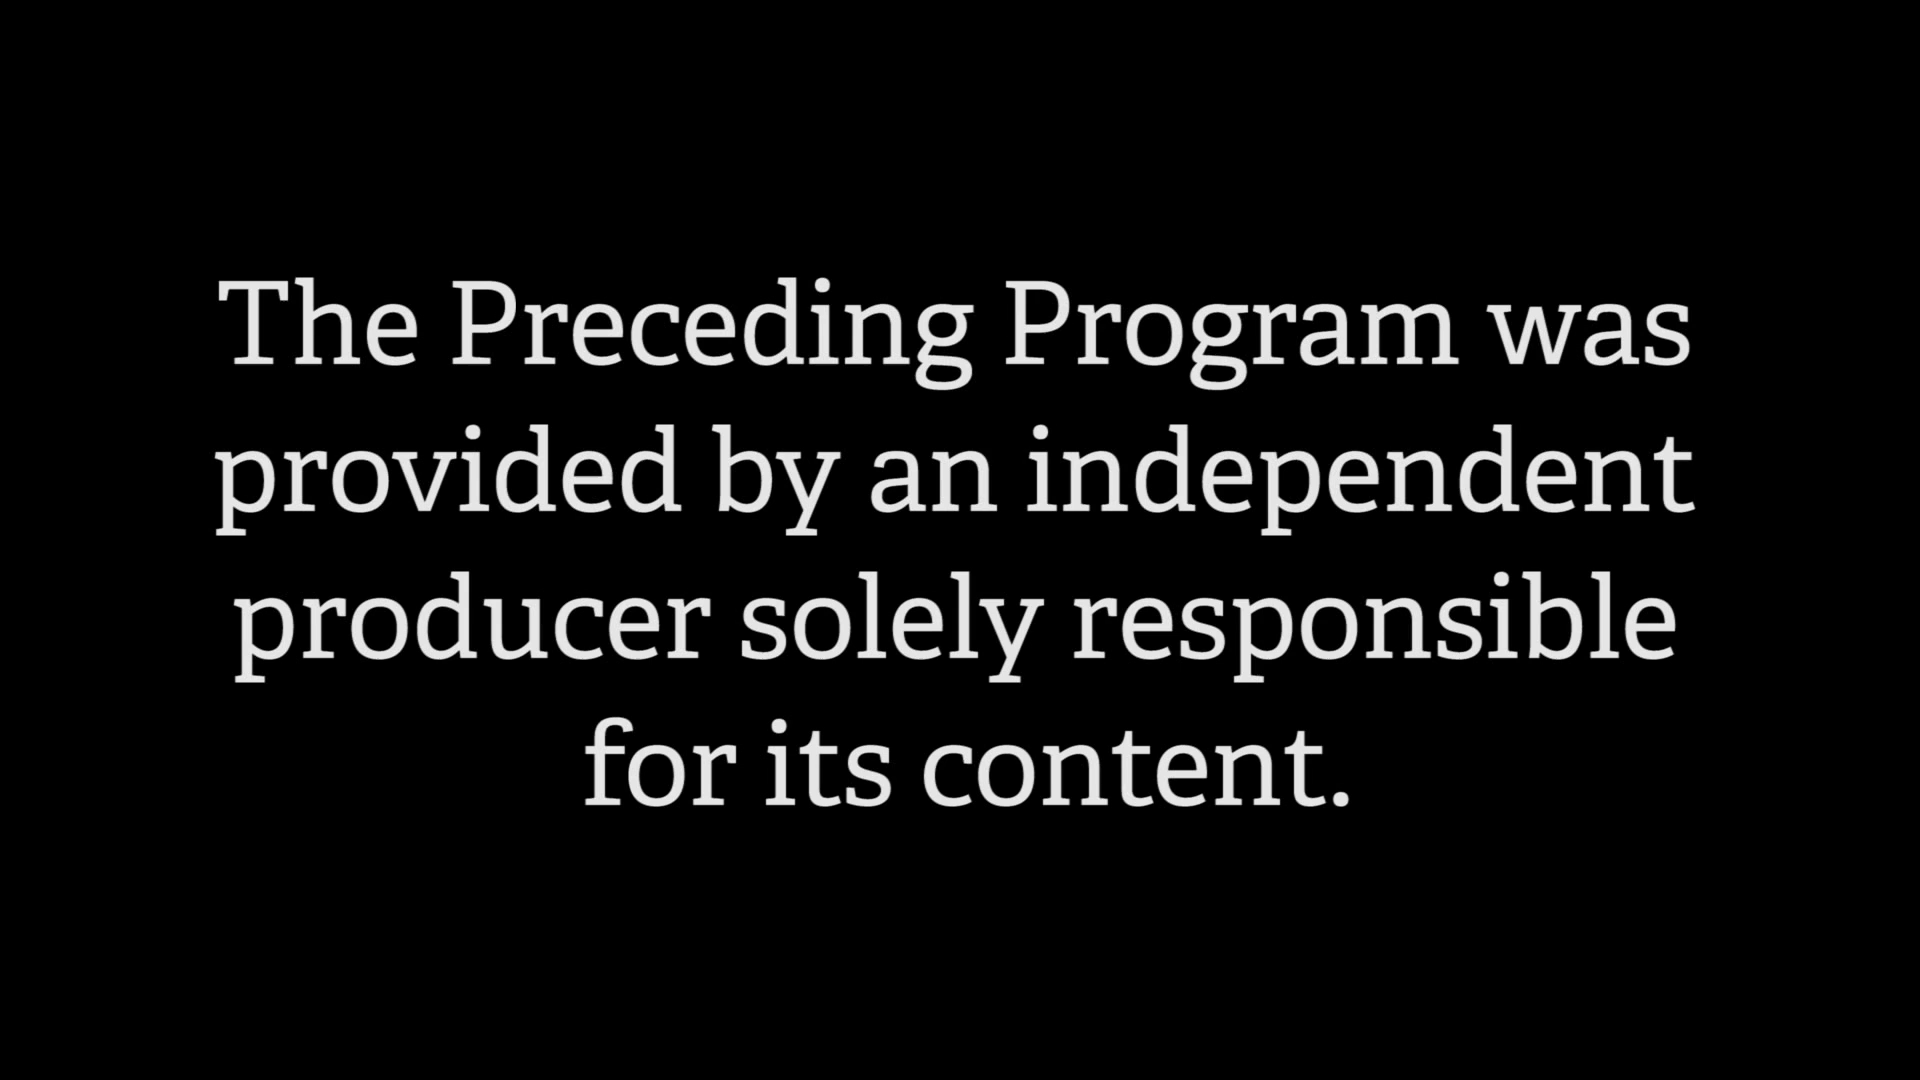 The Preceding Program was
provided by an independent
producer solely responsible
for its content.